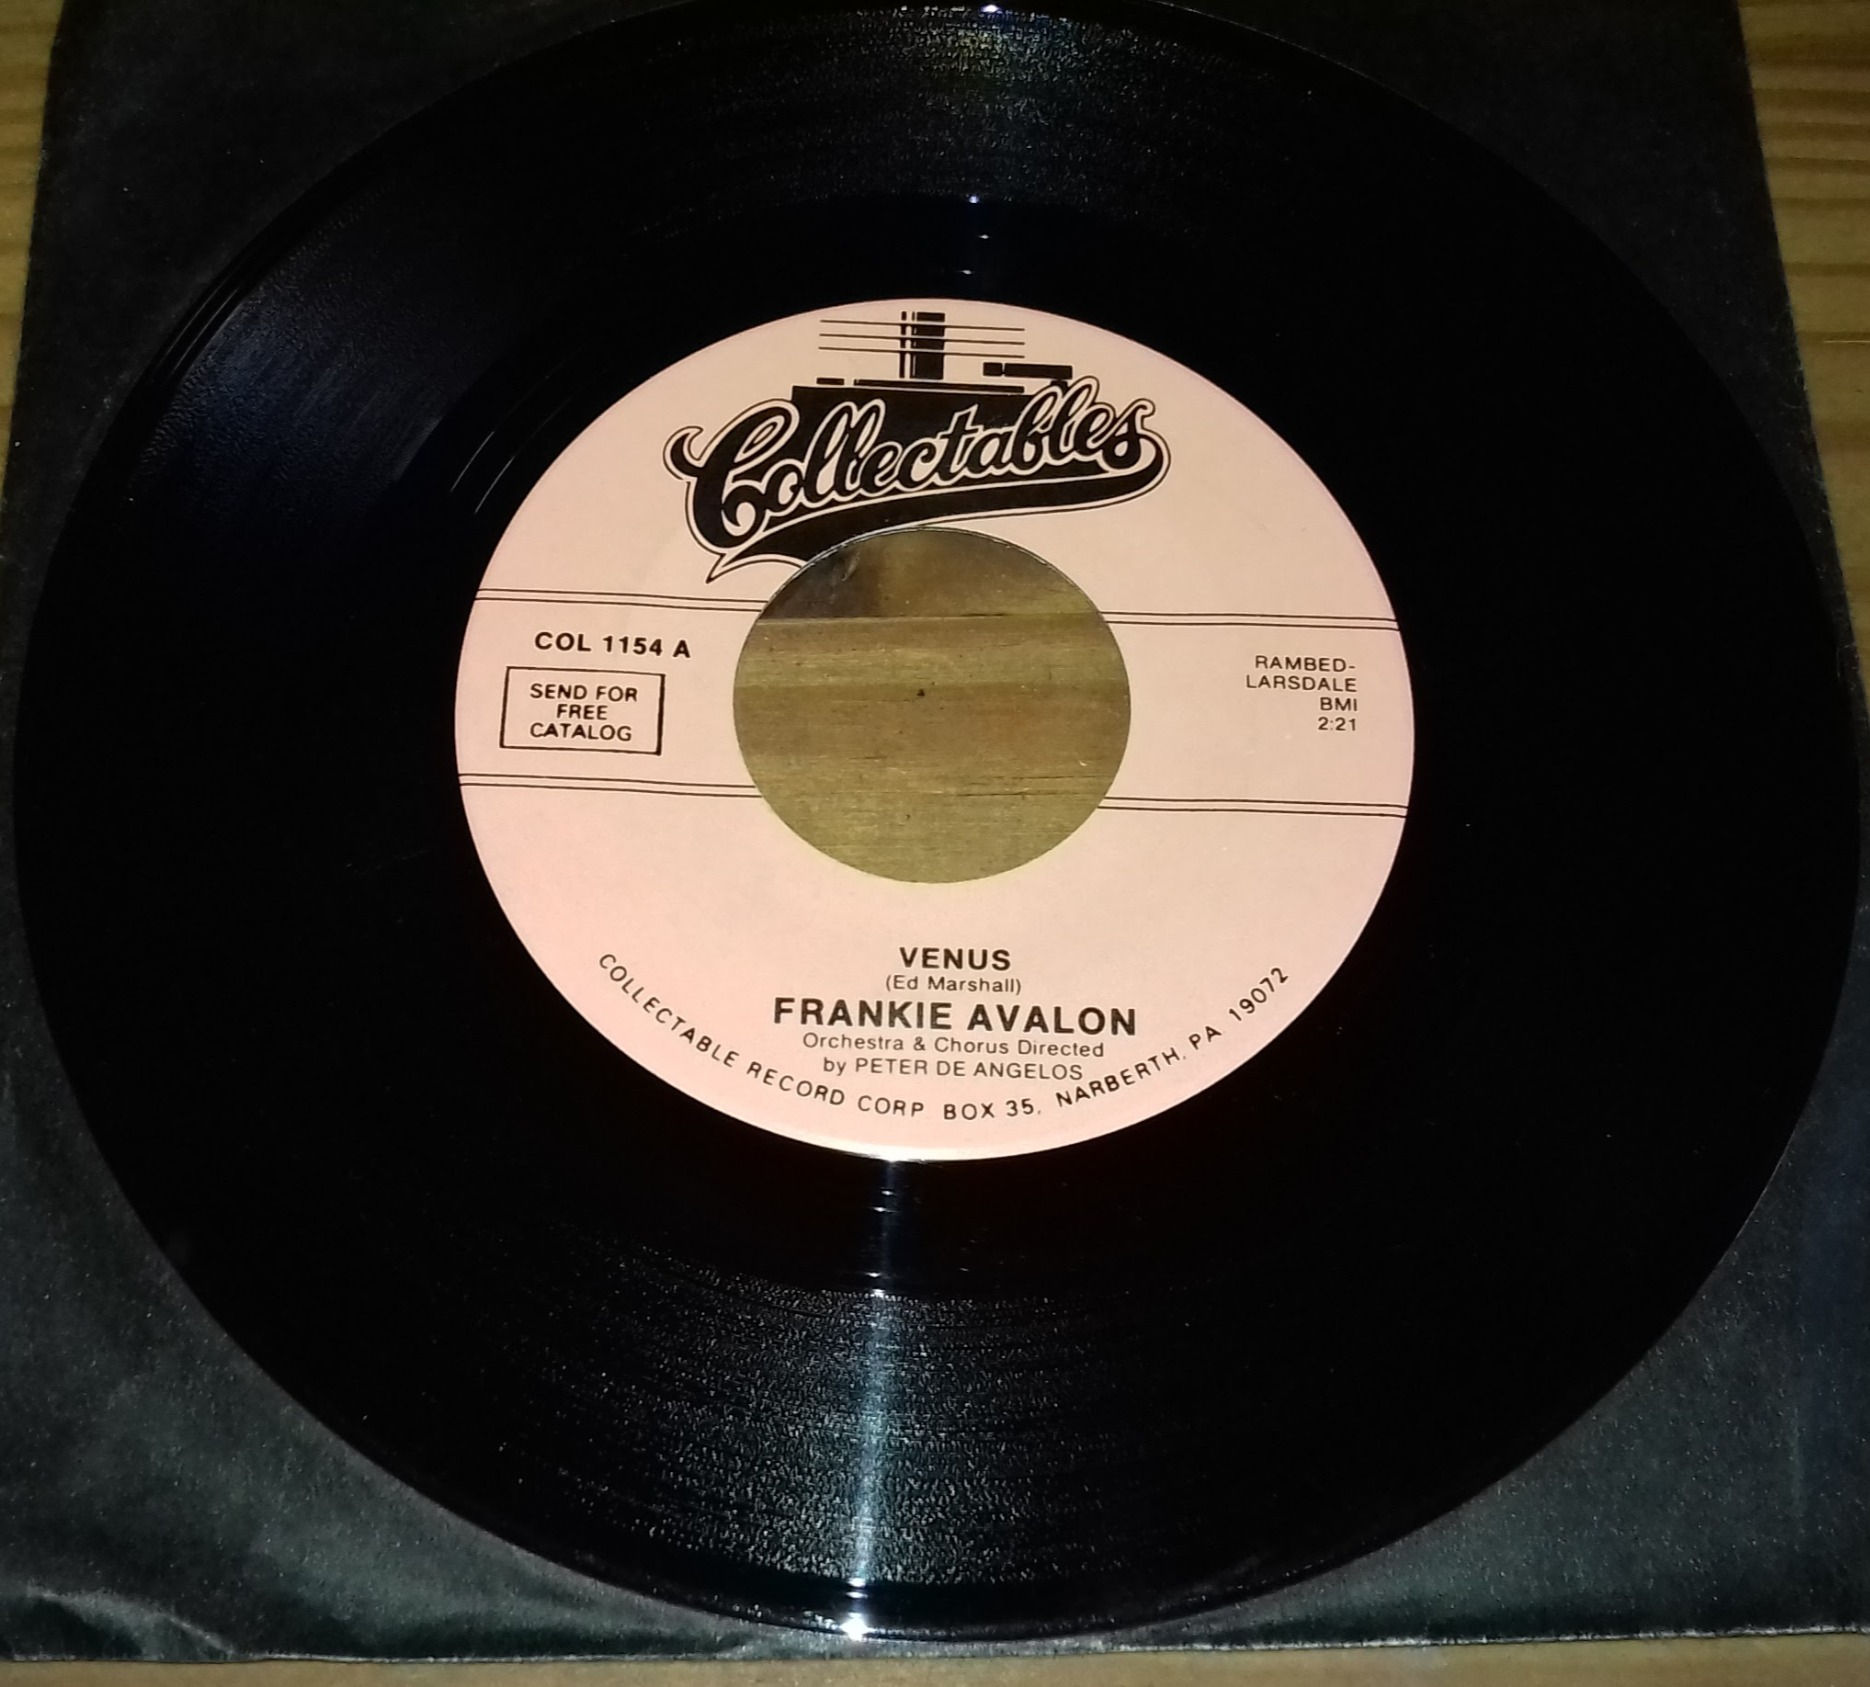 Collectables
COL 1154 A
SEND FOR
FREE
CATALOG
RAMBED-
LARSDALE
BMI
2:21
VENUS
(Ed Marshall)
FRANKIE AVALON
Orchestra & Chorus Directed
by PETER DE ANGELOS
COLLECTABLE RECORD CORP BOX 35, NARBERTH, PA 19072